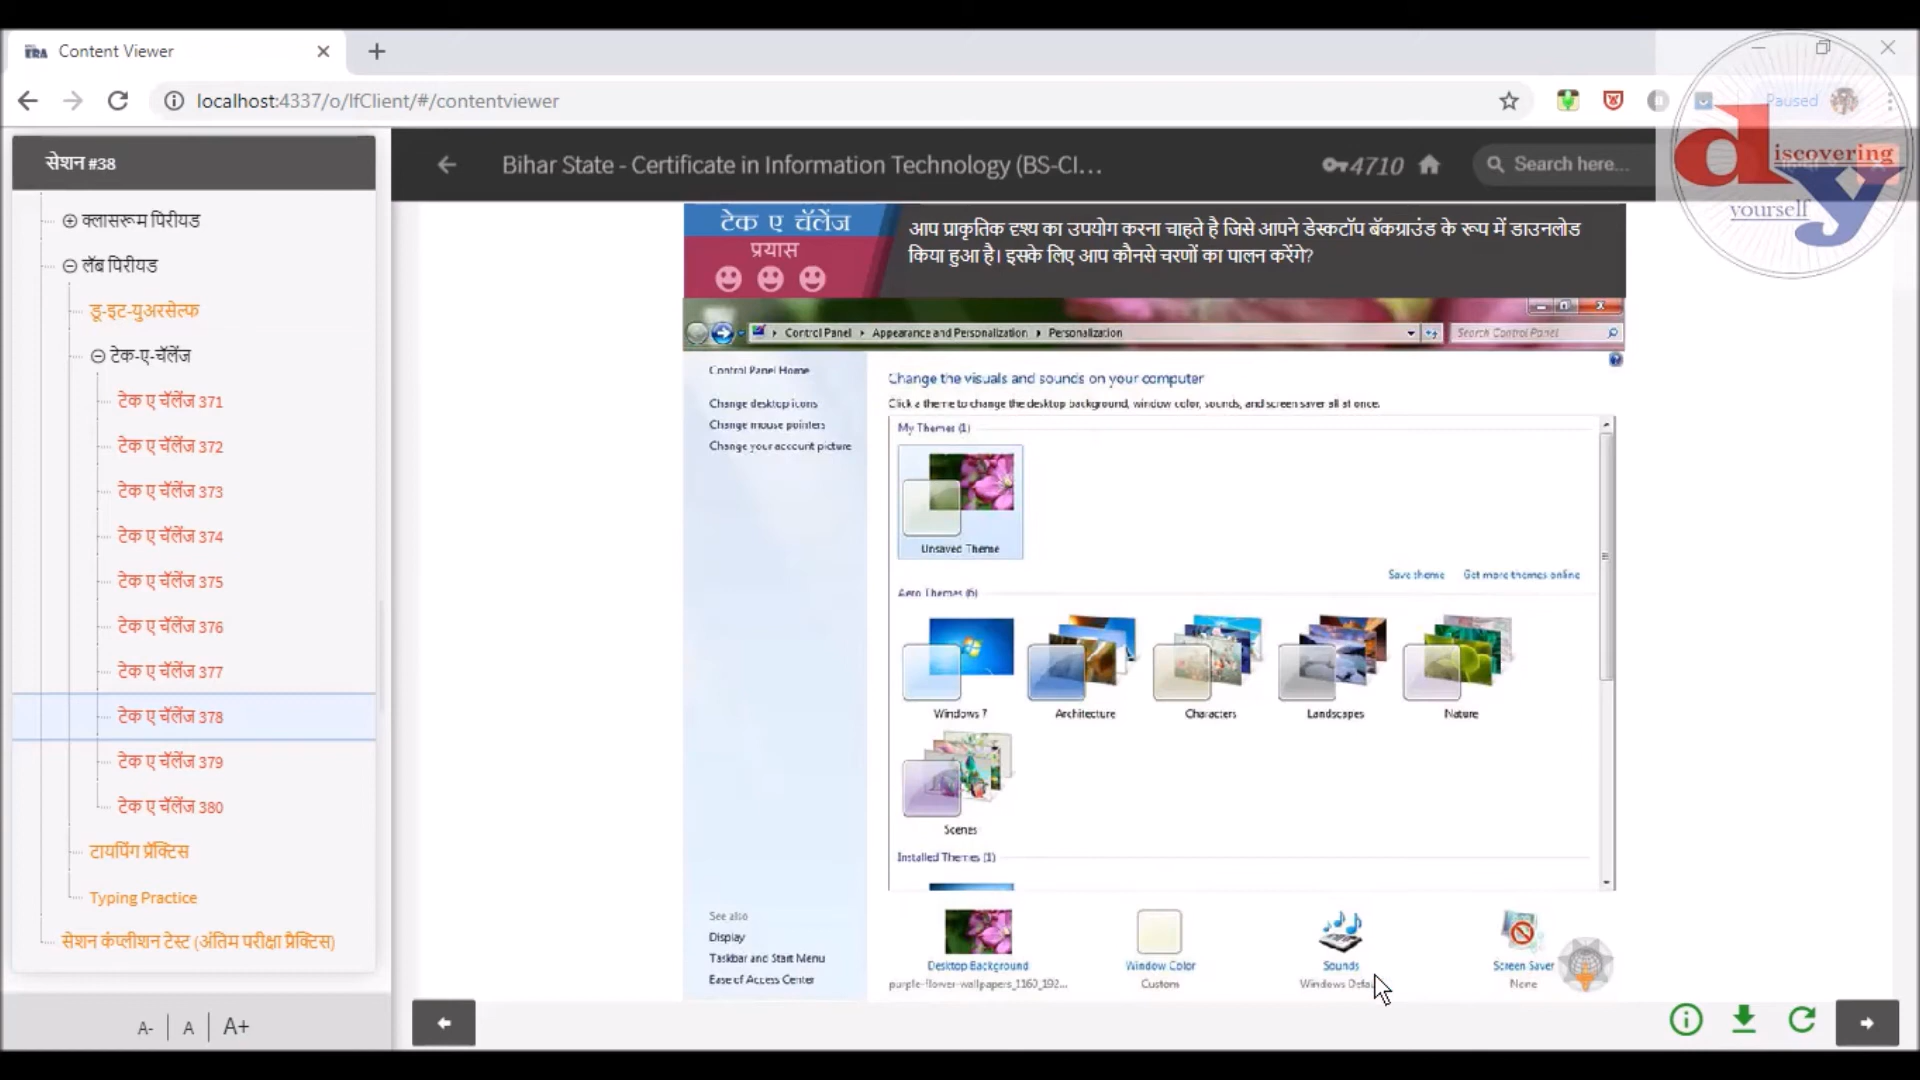 ERA Content Viewer
localhost:4337/o/lfClient/#/contentviewer
Paused
discovering
yourself
सेशन #38
Bihar State - Certificate in Information Technology (BS-CI...
4710
Search here...
क्लासरूम पिरीयड
लॅब पिरीयड
डू-इट-युअरसेल्फ
टेक-ए-चॅलेंज
टेक ए चॅलेंज 371
टेक ए चॅलेंज 372
टेक ए चॅलेंज 373
टेक ए चॅलेंज 374
टेक ए चॅलेंज 375
टेक ए चॅलेंज 376
टेक ए चॅलेंज 377
टेक ए चॅलेंज 378
टेक ए चॅलेंज 379
टेक ए चॅलेंज 380
टायपिंग प्रॅक्टिस
Typing Practice
सेशन कंप्लीशन टेस्ट (अंतिम परीक्षा प्रैक्टिस)
A- A A+
टेक ए चॅलेंज
प्रयास
आप प्राकृतिक दृश्य का उपयोग करना चाहते है जिसे आपने डेस्कटॉप बॅकग्राउंड के रूप में डाउनलोड
किया हुआ है। इसके लिए आप कौनसे चरणों का पालन करेंगे?
Control Panel Appearance and Personalization Personalization
Search Control Panel
Control Panel Home
Change desktop icons
Change mouse pointers
Change your account picture
Change the visuals and sounds on your computer
Click a theme to change the desktop background, window color, sounds, and screen saver all at once.
My Themes (1)
Unsaved Theme
Save theme Get more themes online
Aero Themes (6)
Windows 7 Architecture Characters Landscapes Nature
Scenes
Installed Themes (1)
See also
Display
Taskbar and Start Menu
Ease of Access Center
Desktop Background Window Color Sounds Screen Saver
purple-flower-wallpapers_1160_192... Custom Windows None